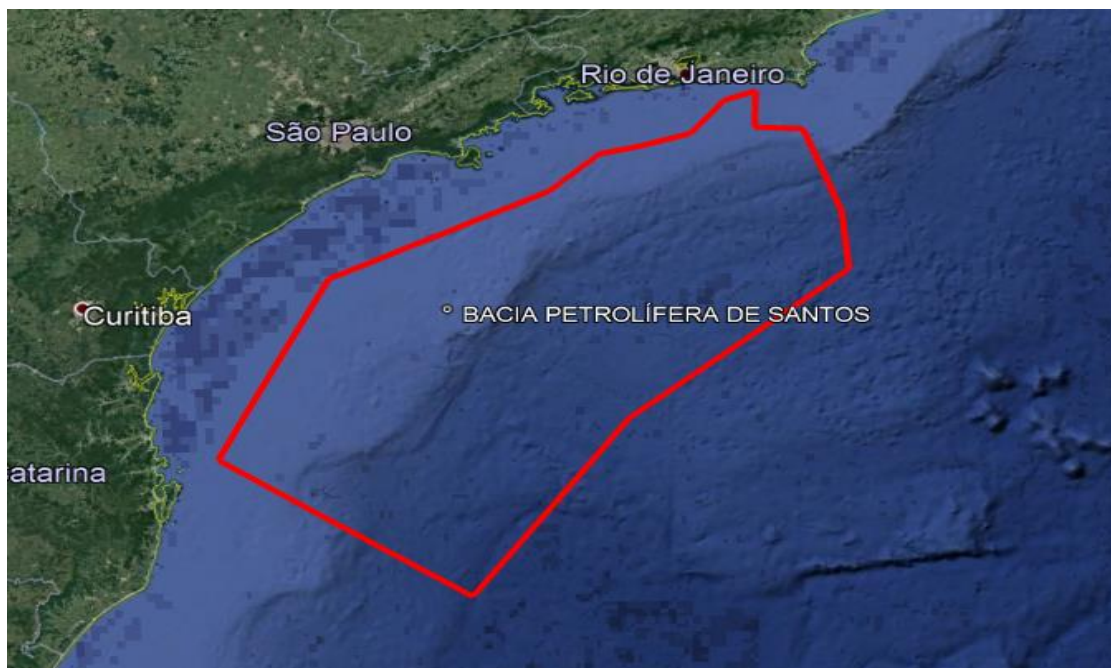 Rio de Janeiro
São Paulo
BACIA PETROLÍFERA DE SANTOS
Curitiba
atarina